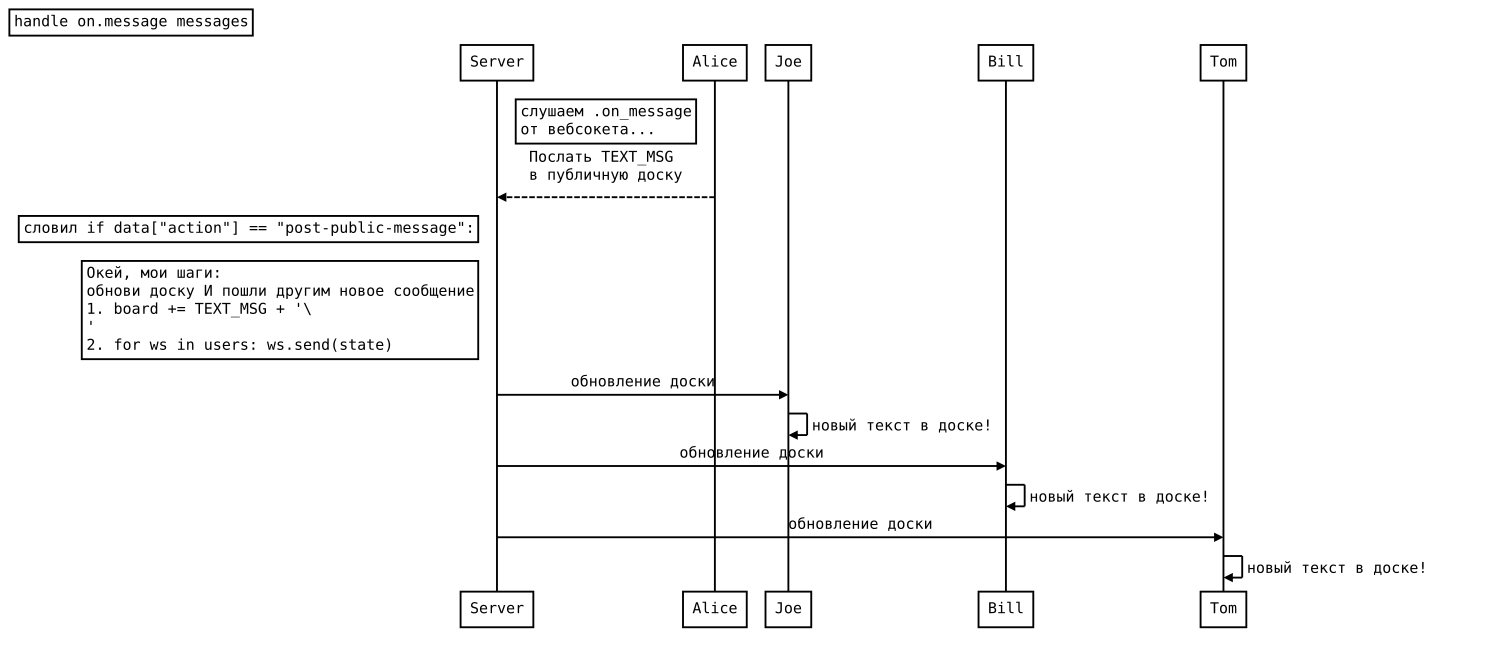 handle on.message messages
Server
Alice
Joe
Bill
Tom
слушаем .on_message
от вебсокета...
Послать TEXT_MSG
в публичную доску
словил if data["action"] == "post-public-message":
Окей, мои шаги:
обнови доску И пошли другим новое сообщение
1. board += TEXT_MSG + '\
'
2. for ws in users: ws.send(state)
обновление доски
новый текст в доске!
обновление доски
новый текст в доске!
обновление доски
новый текст в доске!
Server
Alice
Joe
Bill
Tom